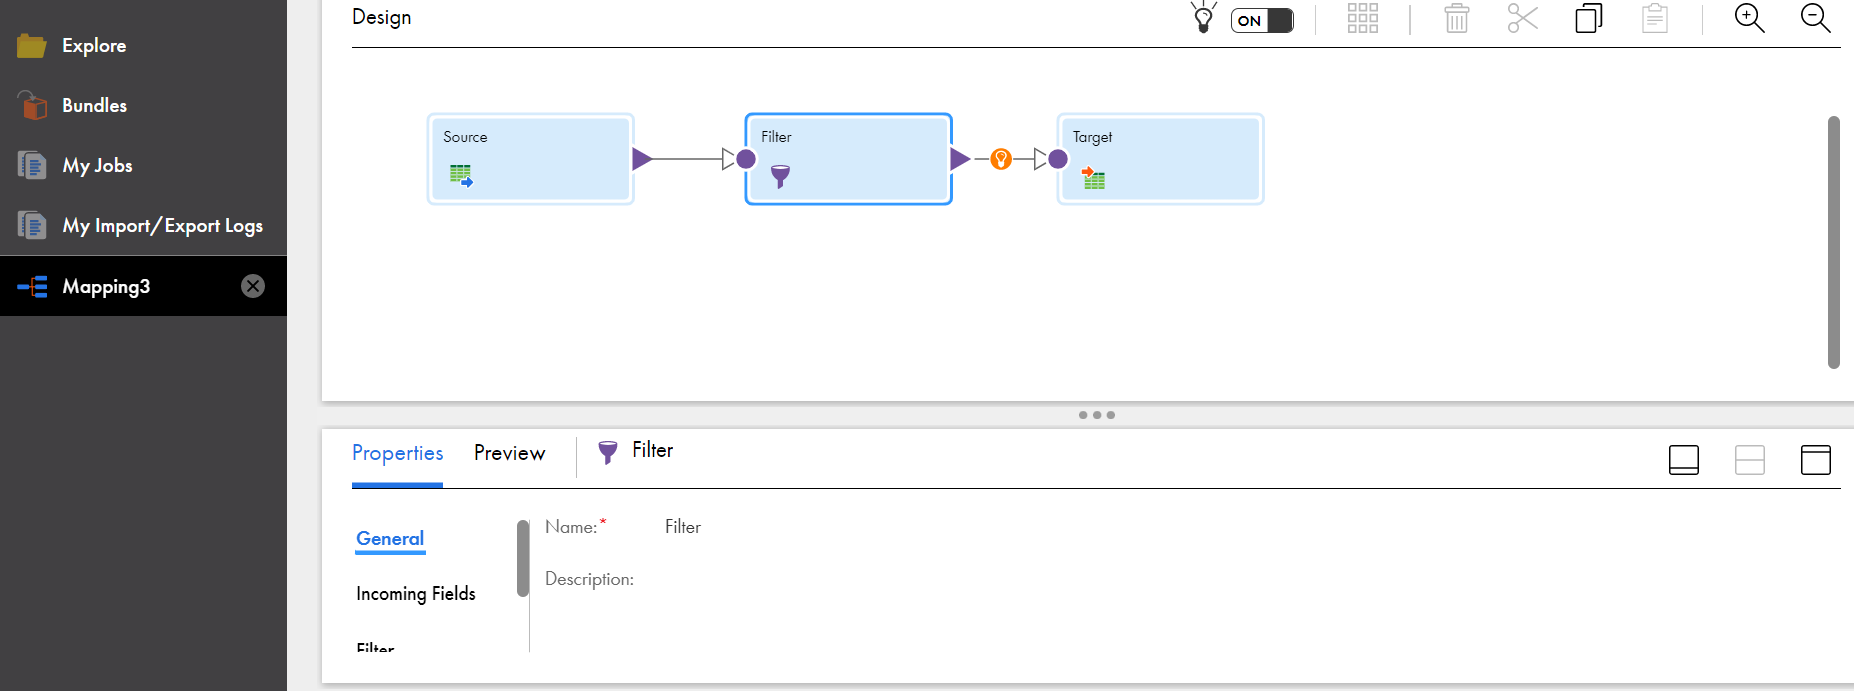 Explore
Bundles
My Jobs
My Import/Export Logs
Mapping3
Design
ON
Source
Filter
Target
Properties
Preview
Filter
General
Incoming Fields
Filter
Name:*
Filter
Description: